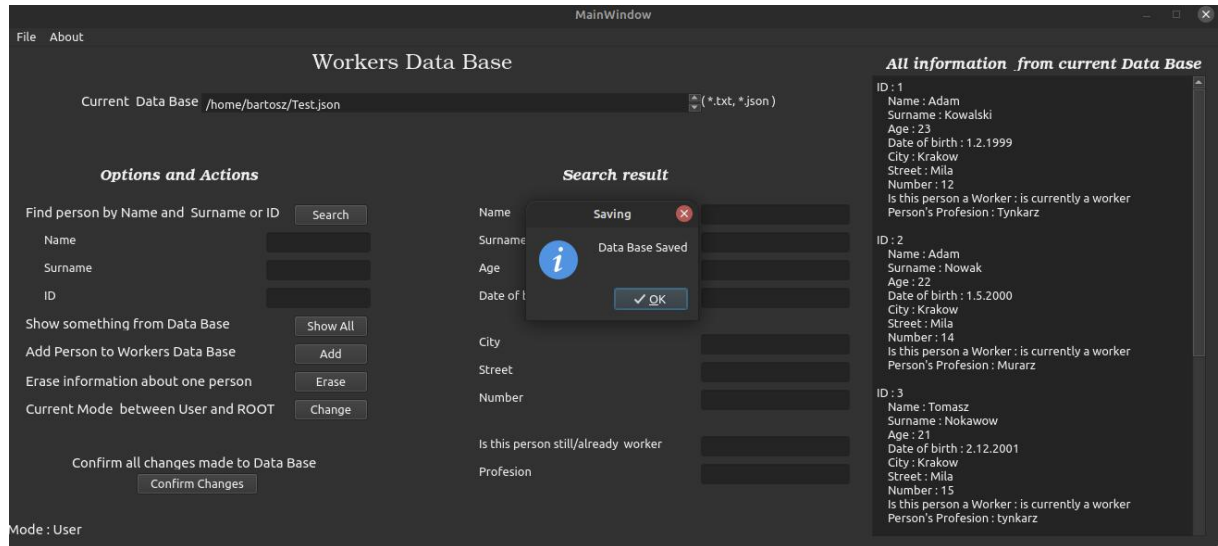 MainWindow
File About
Workers Data Base
Current Data Base /home/bartosz/Test.json (*.txt, *.json )
Options and Actions
Find person by Name and Surname or ID Search
Name
Surname
ID
Show something from Data Base Show All
Add Person to Workers Data Base Add
Erase information about one person Erase
Current Mode between User and ROOT Change
Confirm all changes made to Data Base
Confirm Changes
Mode : User
Search result
Name
Surname
Age
Date of
City
Street
Number
Is this person still/already worker
Profesion
Saving
Data Base Saved
OK
All information from current Data Base
ID : 1
Name : Adam
Surname : Kowalski
Age : 23
Date of birth : 1.2.1999
City : Krakow
Street : Mila
Number : 12
Is this person a Worker : is currently a worker
Person's Profesion : Tynkarz
ID : 2
Name : Adam
Surname : Nowak
Age : 22
Date of birth : 1.5.2000
City : Krakow
Street : Mila
Number : 14
Is this person a Worker : is currently a worker
Person's Profesion : Murarz
ID : 3
Name : Tomasz
Surname : Nokawow
Age : 21
Date of birth : 2.12.2001
City : Krakow
Street : Mila
Number : 15
Is this person a Worker : is currently a worker
Person's Profesion : tynkarz